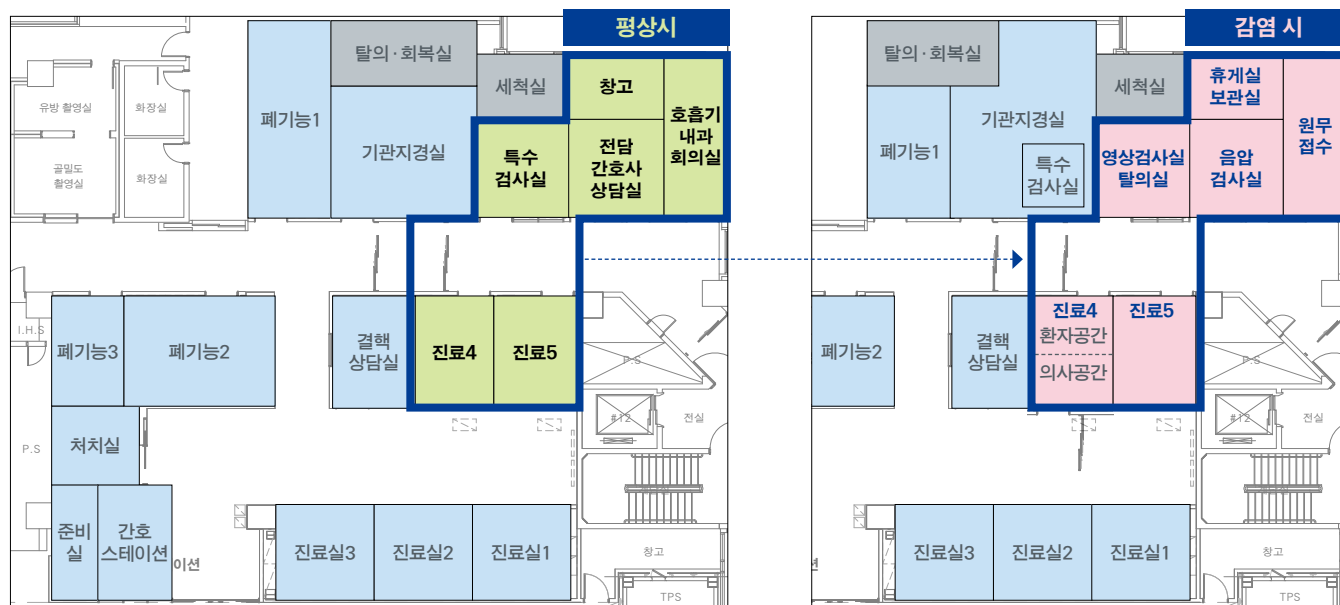 평상시
탈의·회복실
세척실
창고
호흡기
내과
회의실
폐기능1
기관지경실
특수
검사실
전담
간호사
상담실
유방 촬영실
화장실
골밀도
촬영실
화장실
I.H.S
폐기능3
폐기능2
결핵
상담실
진료4
진료5
P.S
#12
전실
처치실
P.S
준비
실
간호
스테이션
이션
진료실3
진료실2
진료실1
창고
TPS
감염 시
탈의·회복실
세척실
휴게실
보관실
원무
접수
폐기능1
기관지경실
특수
검사실
영상검사실
탈의실
음압
검사실
폐기능2
결핵
상담실
진료4
환자공간
의사공간
진료5
P.S
#12
전실
진료실3
진료실2
진료실1
창고
TPS